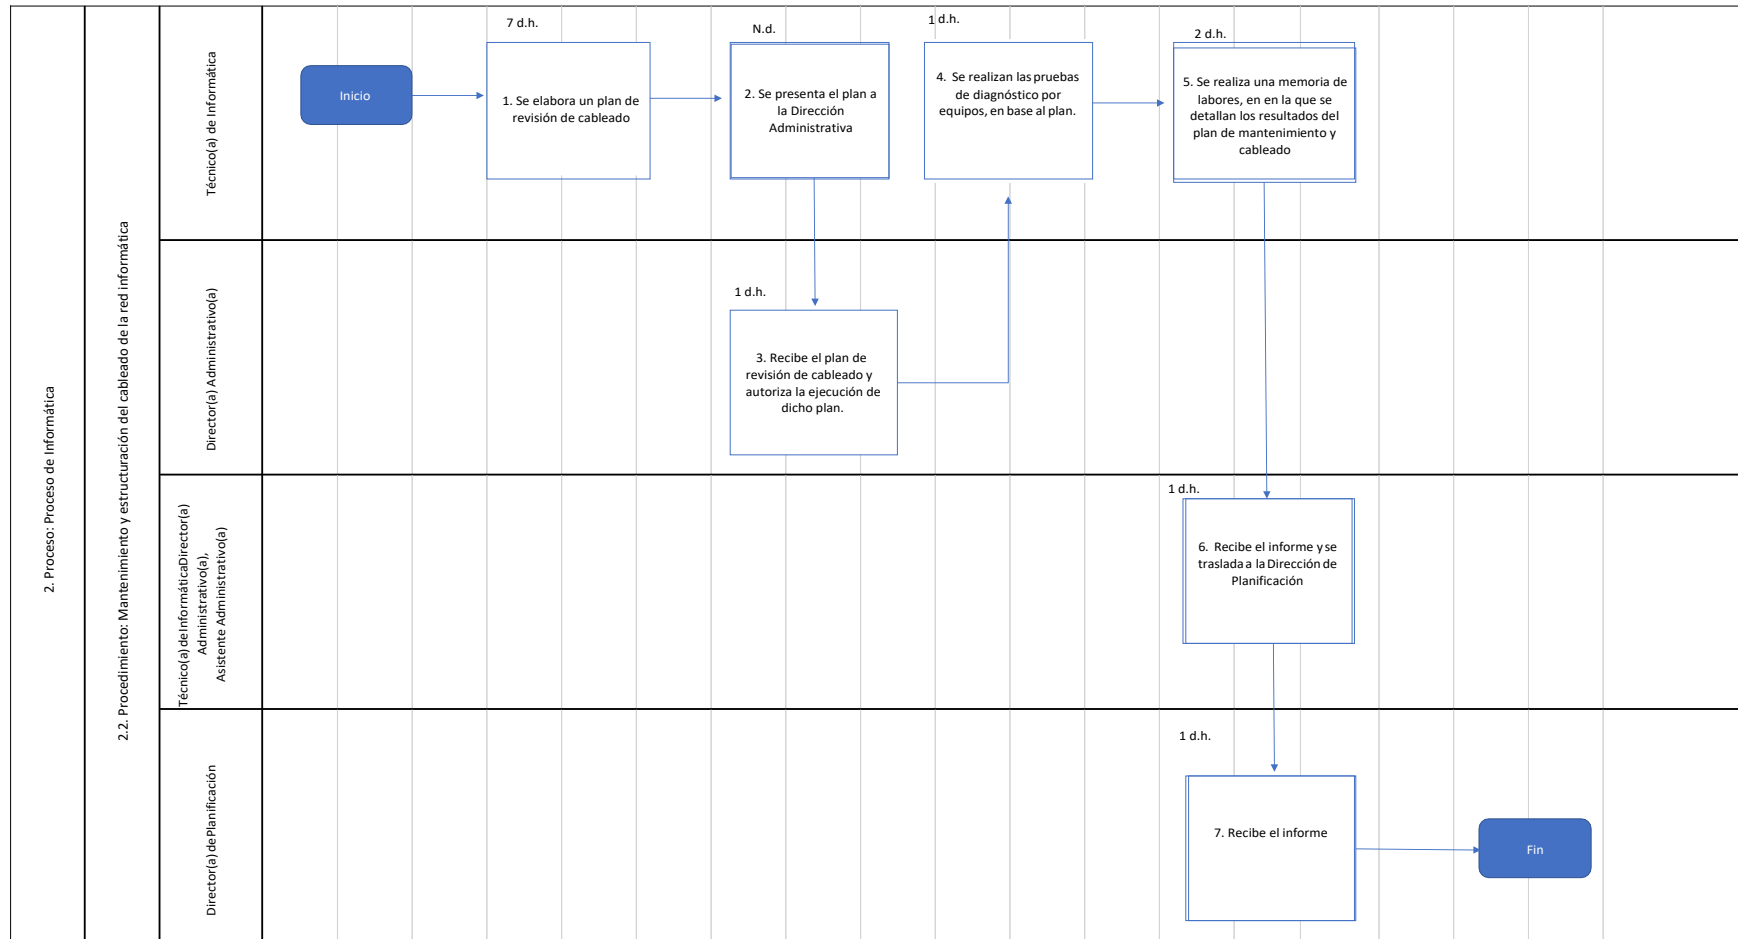 2. Proceso: Proceso de Informática
2.2. Procedimiento: Mantenimiento y estructuración del cableado de la red informática
Técnico(a) de Informática
Inicio
7 d.h.
1. Se elabora un plan de
revisión de cableado
N.d.
2. Se presenta el plan a
la Dirección
Administrativa
1 d.h.
4. Se realizan las pruebas
de diagnóstico por
equipos, en base al plan.
2 d.h.
5. Se realiza una memoria de
labores, en en la que se
detallan los resultados del
plan de mantenimiento y
cableado
Director(a) Administrativo(a)
1 d.h.
3. Recibe el plan de
revisión de cableado y
autoriza la ejecución de
dicho plan.
Técnico(a) de InformáticaDirector(a)
Administrativo(a),
Asistente Administrativo(a)
1 d.h.
6. Recibe el informe y se
traslada a la Dirección de
Planificación
Director(a) de Planificación
1 d.h.
7. Recibe el informe
Fin